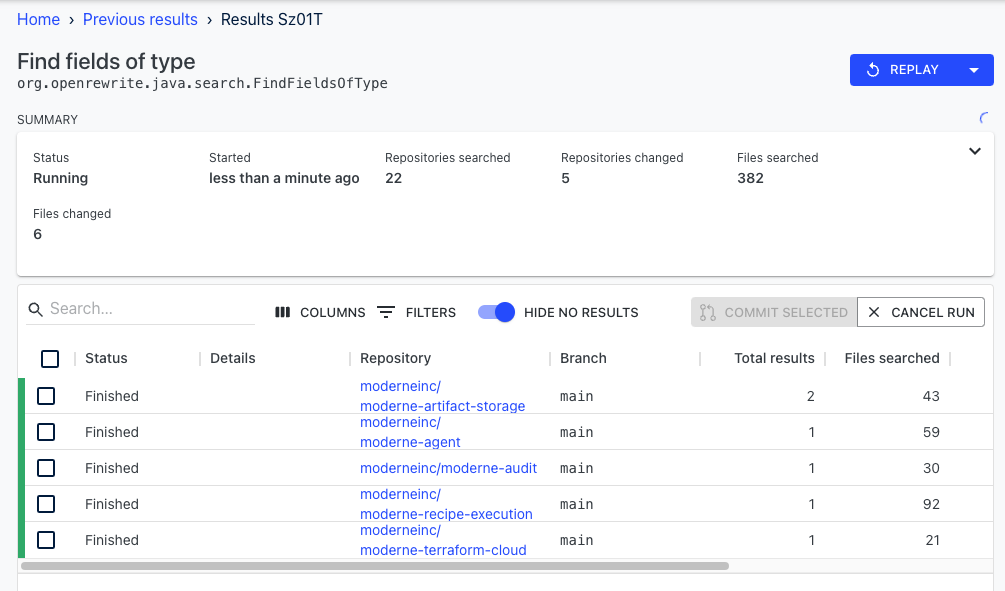 Home › Previous results › Results Sz01T
Find fields of type
org.openrewrite.java.search.FindFieldsOfType
REPLAY
SUMMARY
Status Started Repositories searched Repositories changed Files searched
Running less than a minute ago 22 5 382
Files changed
6
Search... COLUMNS FILTERS HIDE NO RESULTS COMMIT SELECTED CANCEL RUN
Status Details Repository Branch Total results Files searched
Finished moderneinc/ main 2 43
moderne-artifact-storage
Finished moderneinc/ main 1 59
moderne-agent
Finished moderneinc/moderne-audit main 1 30
Finished moderneinc/ main 1 92
moderne-recipe-execution
Finished moderneinc/ main 1 21
moderne-terraform-cloud